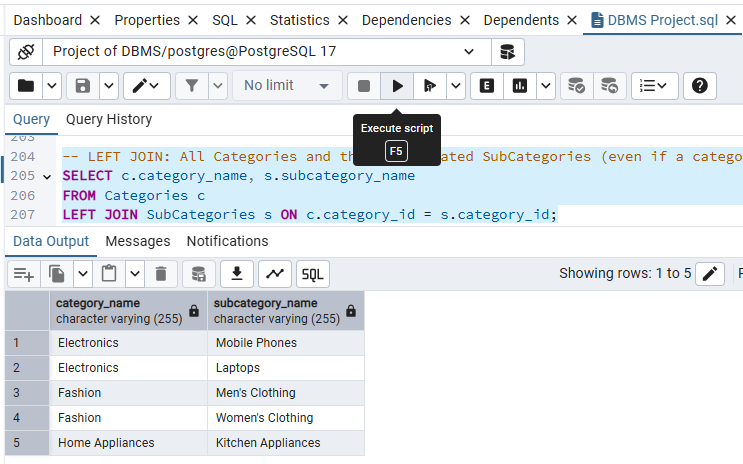 Dashboard X Properties X SQL X Statistics X Dependencies X Dependents X DBMS Project.sql X
Project of DBMS/postgres@PostgreSQL 17
No limit E SQL
Query Query History
Execute script
F5
203
204 -- LEFT JOIN: All Categories and th ated SubCategories (even if a catego
205 SELECT c.category_name, s.subcategory_name
206 FROM Categories c
207 LEFT JOIN SubCategories s ON c.category_id = s.category_id;
Data Output Messages Notifications
SQL Showing rows: 1 to 5
category_name subcategory_name
character varying (255) character varying (255)
1 Electronics Mobile Phones
2 Electronics Laptops
3 Fashion Men's Clothing
4 Fashion Women's Clothing
5 Home Appliances Kitchen Appliances